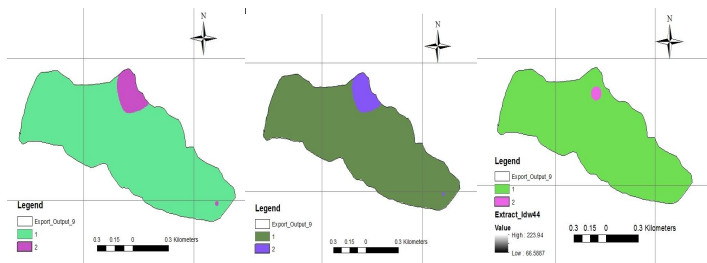 N
Legend
Export_Output_9
1
2
0.3 0.15 0 0.3 Kilometers
N
Legend
Export_Output_9
1
2
0.3 0.15 0 0.3 Kilometers
N
Legend
Export_Output_9
1
2
Extract_Idw44
Value
High : 223.94
Low : 66.5887
0.3 0.15 0 0.3 Kilometers